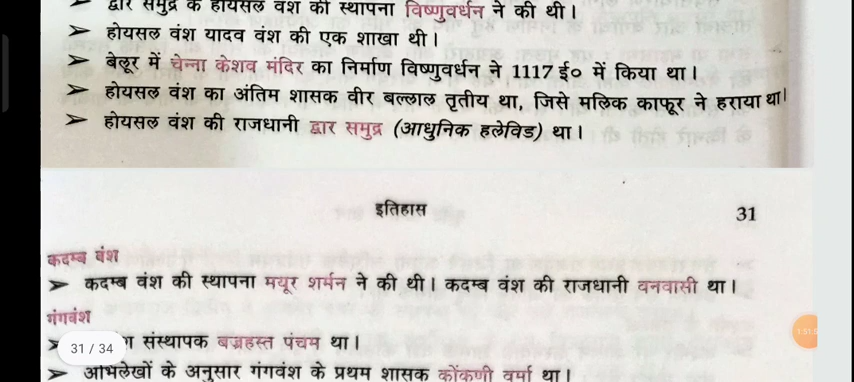 द्वार समुद्र के होयसल वंश की स्थापना विष्णुवर्धन ने की थी।
➢ होयसल वंश यादव वंश की एक शाखा थी।
➢ बेलूर में चेन्ना केशव मंदिर का निर्माण विष्णुवर्धन ने 1117 ई० में किया था।
➢ होयसल वंश का अंतिम शासक वीर बल्लाल तृतीय था, जिसे मलिक काफूर ने हराया था।
➢ होयसल वंश की राजधानी द्वार समुद्र (आधुनिक हलेविड) था।
इतिहास 31
कदम्ब वंश
➢ कदम्ब वंश की स्थापना मयूर शर्मन ने की थी। कदम्ब वंश की राजधानी वनवासी था।
गंगवंश
संस्थापक बज्रहस्त पंचम था।
31 / 34
➢ अभिलेखों के अनुसार गंगवंश के प्रथम शासक कोंकणी वर्मा था।